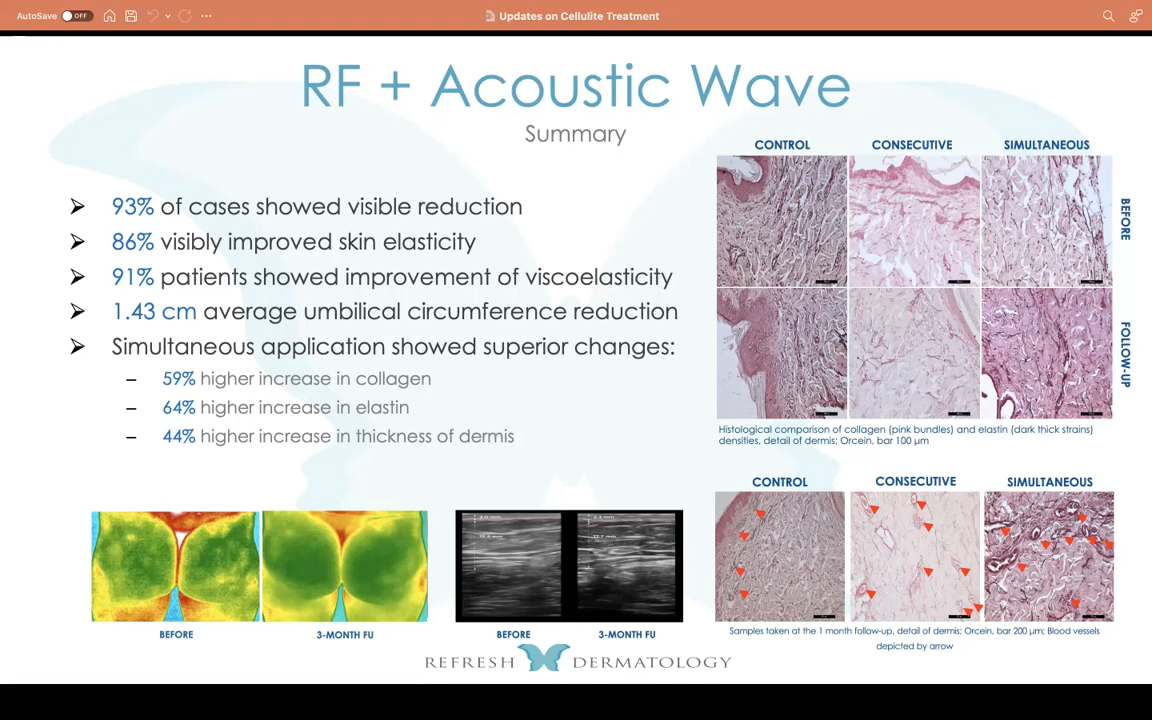 AutoSave OFF
Updates on Cellulite Treatment
RF + Acoustic Wave
Summary
93% of cases showed visible reduction
86% visibly improved skin elasticity
91% patients showed improvement of viscoelasticity
1.43 cm average umbilical circumference reduction
Simultaneous application showed superior changes:
– 59% higher increase in collagen
– 64% higher increase in elastin
– 44% higher increase in thickness of dermis
CONTROL CONSECUTIVE SIMULTANEOUS
BEFORE
FOLLOW-UP
Histological comparison of collagen (pink bundles) and elastin (dark thick strains)
densities, detail of dermis; Orcein, bar 100 µm
CONTROL CONSECUTIVE SIMULTANEOUS
Samples taken at the 1 month follow-up, detail of dermis; Orcein, bar 200 µm; Blood vessels
depicted by arrow
BEFORE 3-MONTH FU
BEFORE 3-MONTH FU
REFRESH DERMATOLOGY